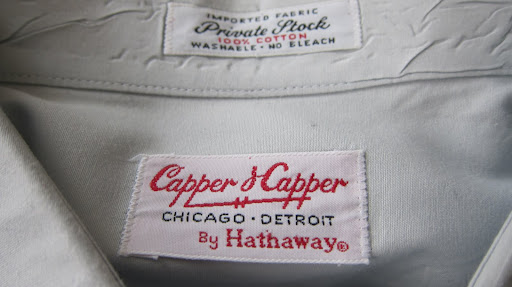 IMPORTED FABRIC
Private Stock
100% COTTON
WASHABLE · NO BLEACH
Capper & Capper
CHICAGO · DETROIT
By Hathaway®